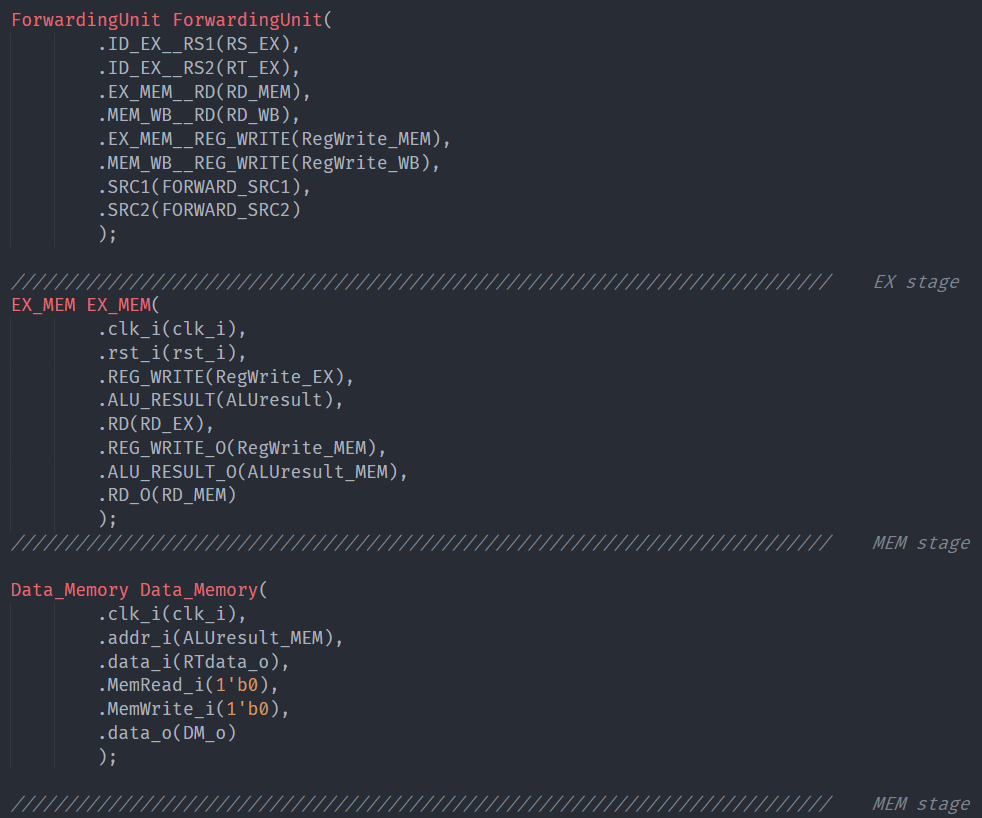 ForwardingUnit ForwardingUnit(
        .ID_EX__RS1(RS_EX),
        .ID_EX__RS2(RT_EX),
        .EX_MEM__RD(RD_MEM),
        .MEM_WB__RD(RD_WB),
        .EX_MEM__REG_WRITE(RegWrite_MEM),
        .MEM_WB__REG_WRITE(RegWrite_WB),
        .SRC1(FORWARD_SRC1),
        .SRC2(FORWARD_SRC2)
        );

////////////////////////////////////////////////////////////////////////////    EX stage
EX_MEM EX_MEM(
        .clk_i(clk_i),
        .rst_i(rst_i),
        .REG_WRITE(RegWrite_EX),
        .ALU_RESULT(ALUresult),
        .RD(RD_EX),
        .REG_WRITE_O(RegWrite_MEM),
        .ALU_RESULT_O(ALUresult_MEM),
        .RD_O(RD_MEM)
        );
////////////////////////////////////////////////////////////////////////////    MEM stage

Data_Memory Data_Memory(
        .clk_i(clk_i),
        .addr_i(ALUresult_MEM),
        .data_i(RTdata_o),
        .MemRead_i(1'b0),
        .MemWrite_i(1'b0),
        .data_o(DM_o)
        );

////////////////////////////////////////////////////////////////////////////    MEM stage